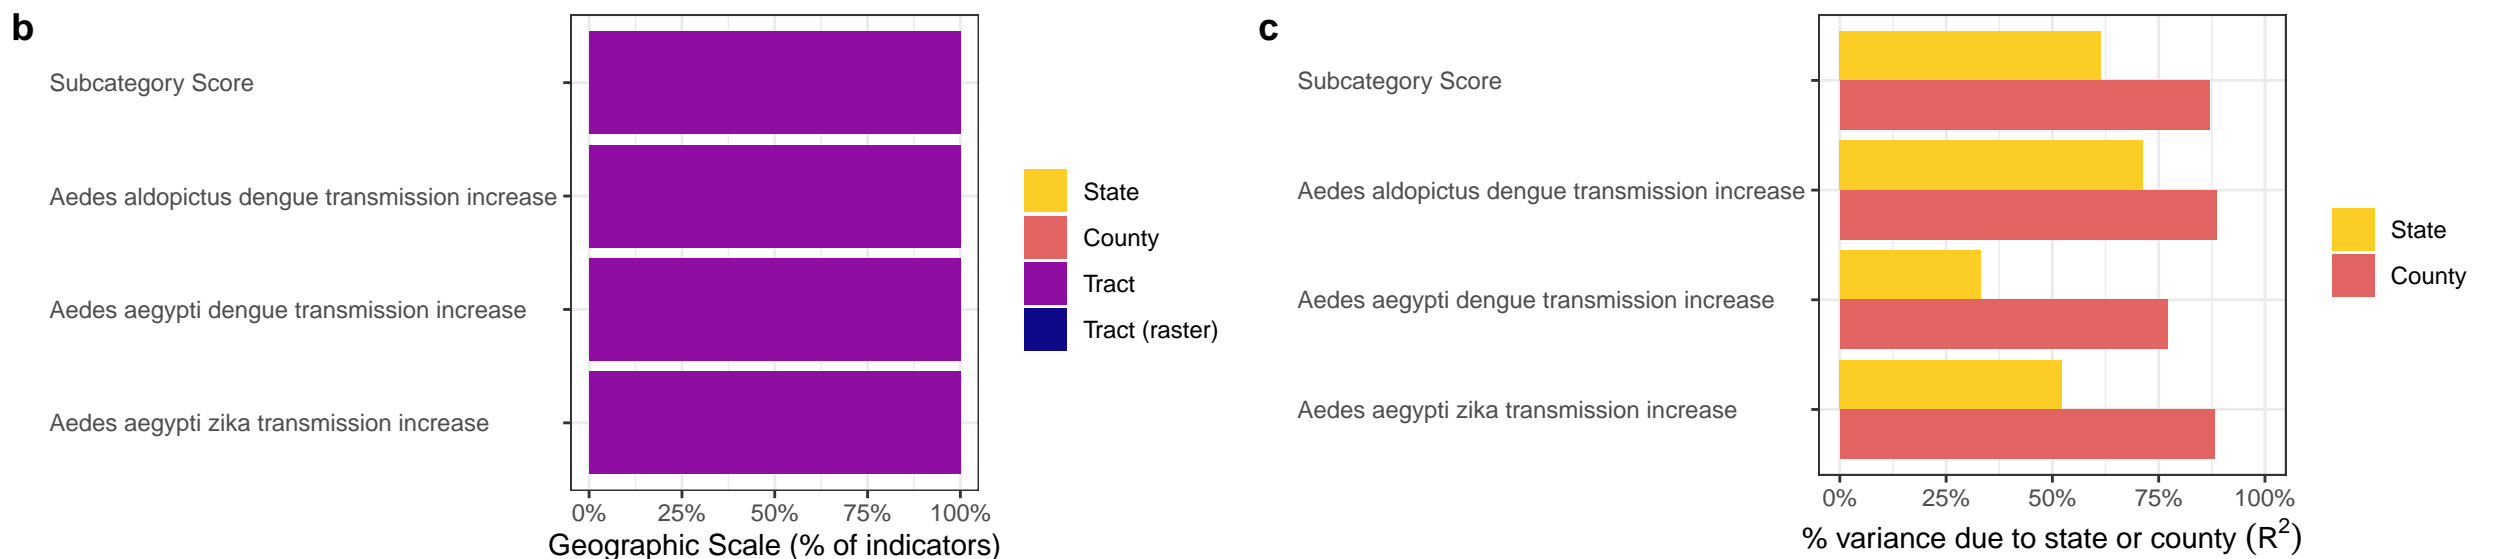 b
Subcategory Score
Aedes aldopictus dengue transmission increase
Aedes aegypti dengue transmission increase
Aedes aegypti zika transmission increase
0% 25% 50% 75% 100%
Geographic Scale (% of indicators)
State
County
Tract
Tract (raster)
c
Subcategory Score
Aedes aldopictus dengue transmission increase
Aedes aegypti dengue transmission increase
Aedes aegypti zika transmission increase
0% 25% 50% 75% 100%
% variance due to state or county (R²)
State
County